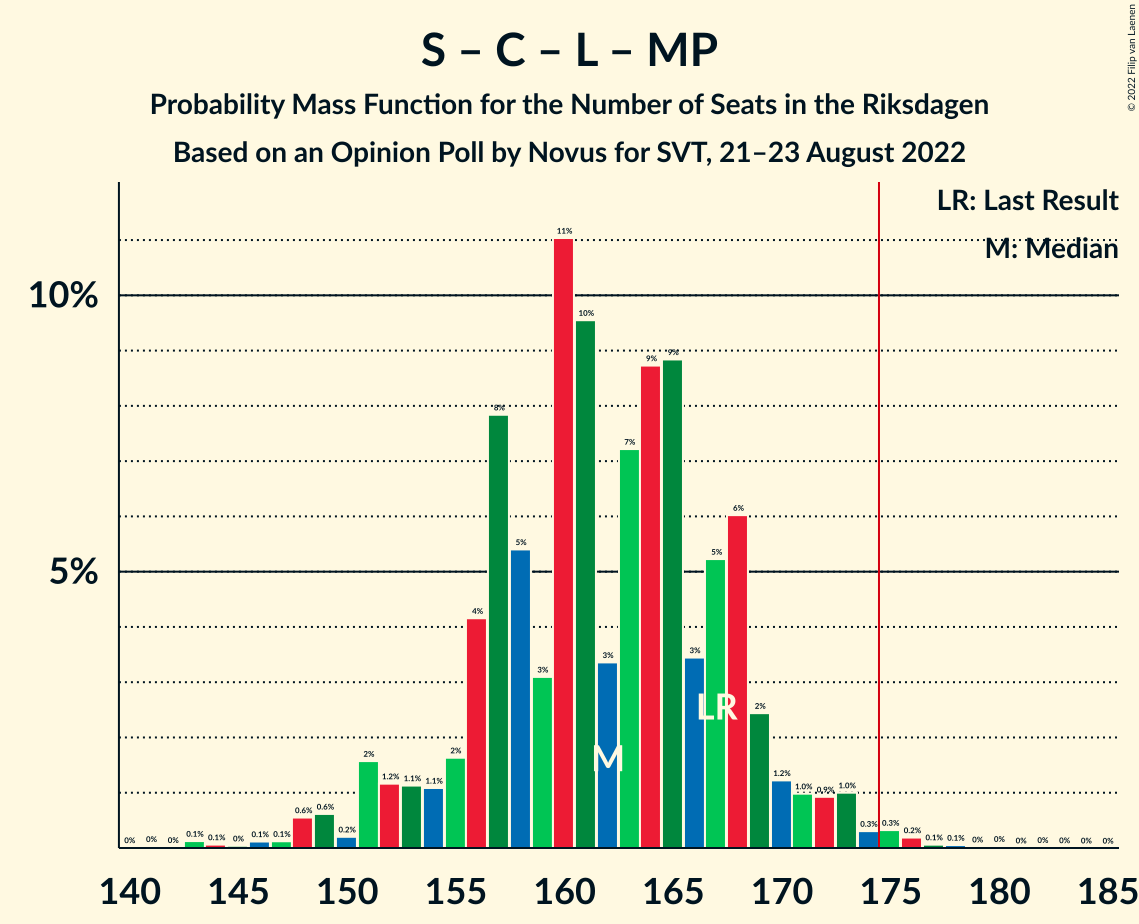 S – C – L – MP
Probability Mass Function for the Number of Seats in the Riksdagen
Based on an Opinion Poll by Novus for SVT, 21–23 August 2022
© 2022 Filip van Laenen
LR: Last Result
M: Median
10%
5%
0% 0% 0% 0.1% 0.1% 0% 0.1% 0.1% 0.6% 0.6% 0.2% 2% 1.2% 1.1% 1.1% 2% 4% 8% 5% 3% 11% 10% 3% 7% 9% 9% 3% 5% 6% 2% 1.2% 1.0% 0.9% 1.0% 0.3% 0.3% 0.2% 0.1% 0.1% 0% 0% 0% 0% 0% 0% 0%
LR
M
140 145 150 155 160 165 170 175 180 185